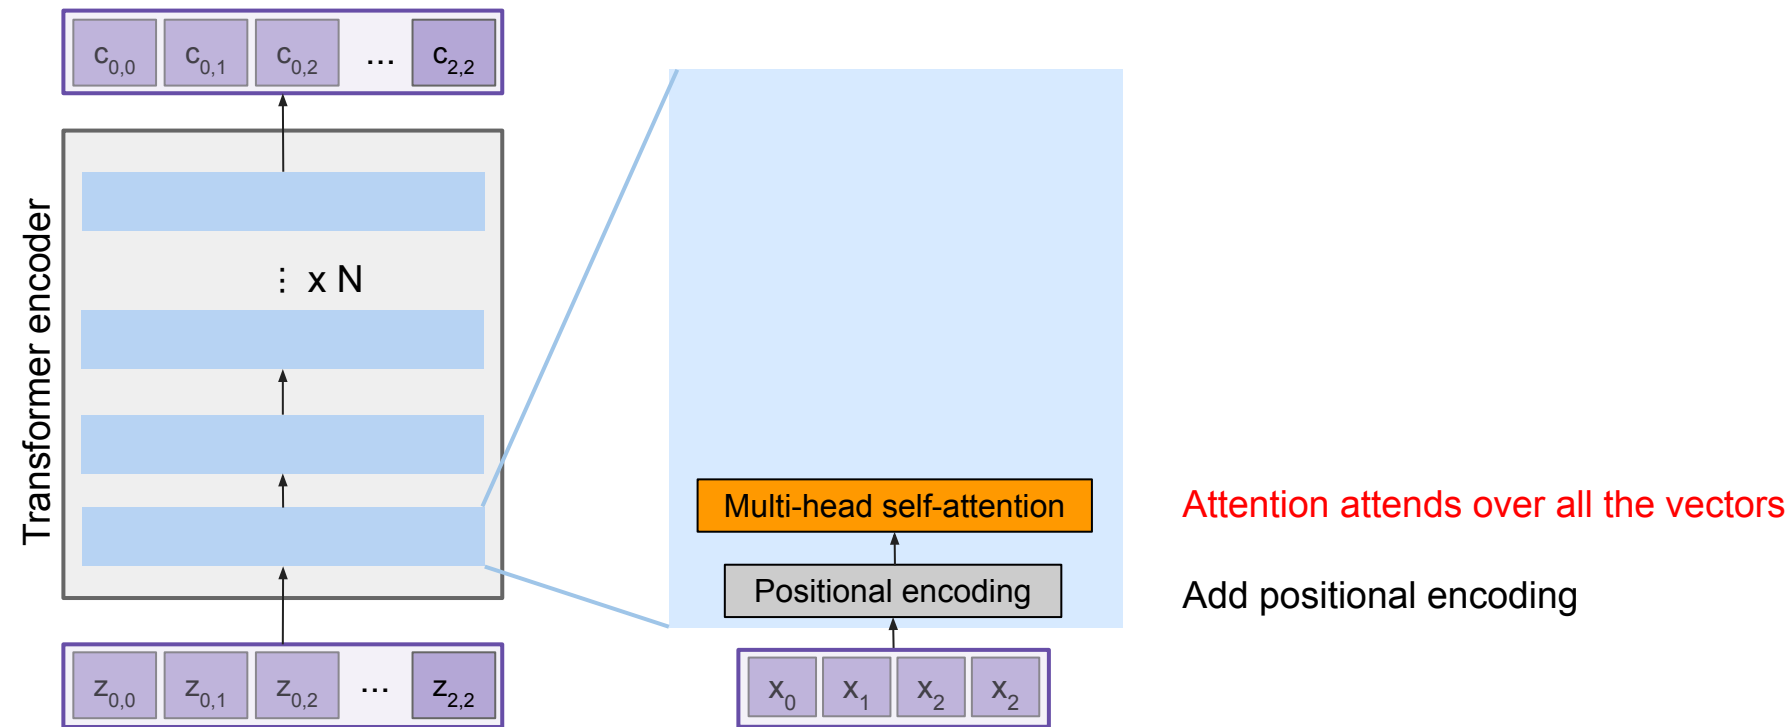 c0,0 c0,1 c0,2 ... c2,2
Transformer encoder
⋮ x N
z0,0 z0,1 z0,2 ... z2,2
Multi-head self-attention
Positional encoding
x0 x1 x2 x2
Attention attends over all the vectors
Add positional encoding